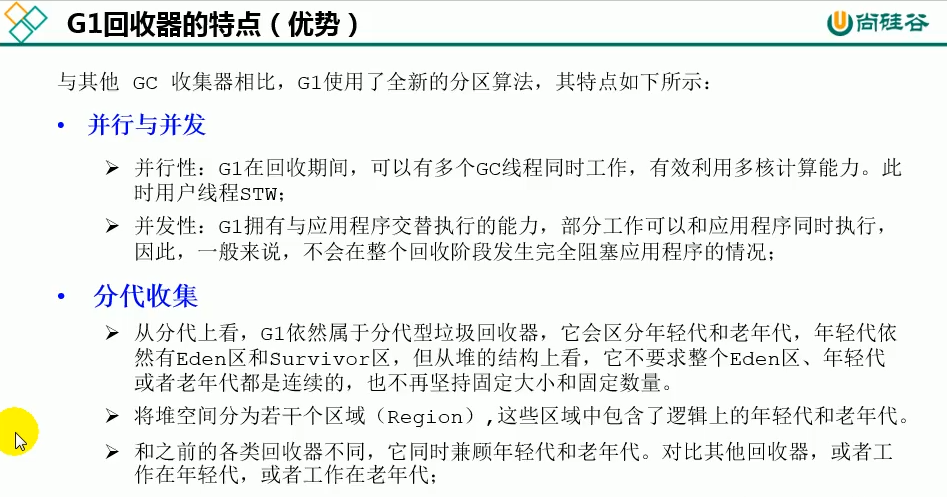 G1回收器的特点（优势）
尚硅谷
与其他 GC 收集器相比，G1使用了全新的分区算法，其特点如下所示：
• 并行与并发
➢ 并行性：G1在回收期间，可以有多个GC线程同时工作，有效利用多核计算能力。此
时用户线程STW；
➢ 并发性：G1拥有与应用程序交替执行的能力，部分工作可以和应用程序同时执行，
因此，一般来说，不会在整个回收阶段发生完全阻塞应用程序的情况；
• 分代收集
➢ 从分代上看，G1依然属于分代型垃圾回收器，它会区分年轻代和老年代，年轻代依
然有Eden区和Survivor区，但从堆的结构上看，它不要求整个Eden区、年轻代
或者老年代都是连续的，也不再坚持固定大小和固定数量。
➢ 将堆空间分为若干个区域（Region）,这些区域中包含了逻辑上的年轻代和老年代。
➢ 和之前的各类回收器不同，它同时兼顾年轻代和老年代。对比其他回收器，或者工
作在年轻代，或者工作在老年代；